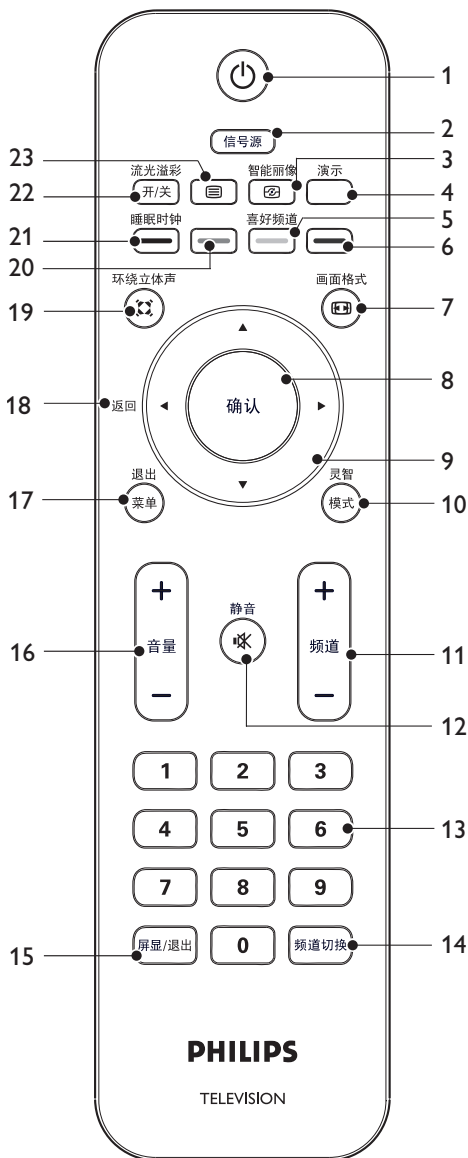 1
信号源
2
23
流光溢彩
智能丽像
演示
3
22
开/关
4
睡眠时钟
喜好频道
5
21
6
20
环绕立体声
画面格式
19
7
8
确认
18
返回
9
退出
灵智
17
菜单
模式
10
+
静音
+
16
音量
频道
11
−
−
12
1
2
3
4
5
6
13
7
8
9
15
屏显/退出
0
频道切换
14
PHILIPS
TELEVISION